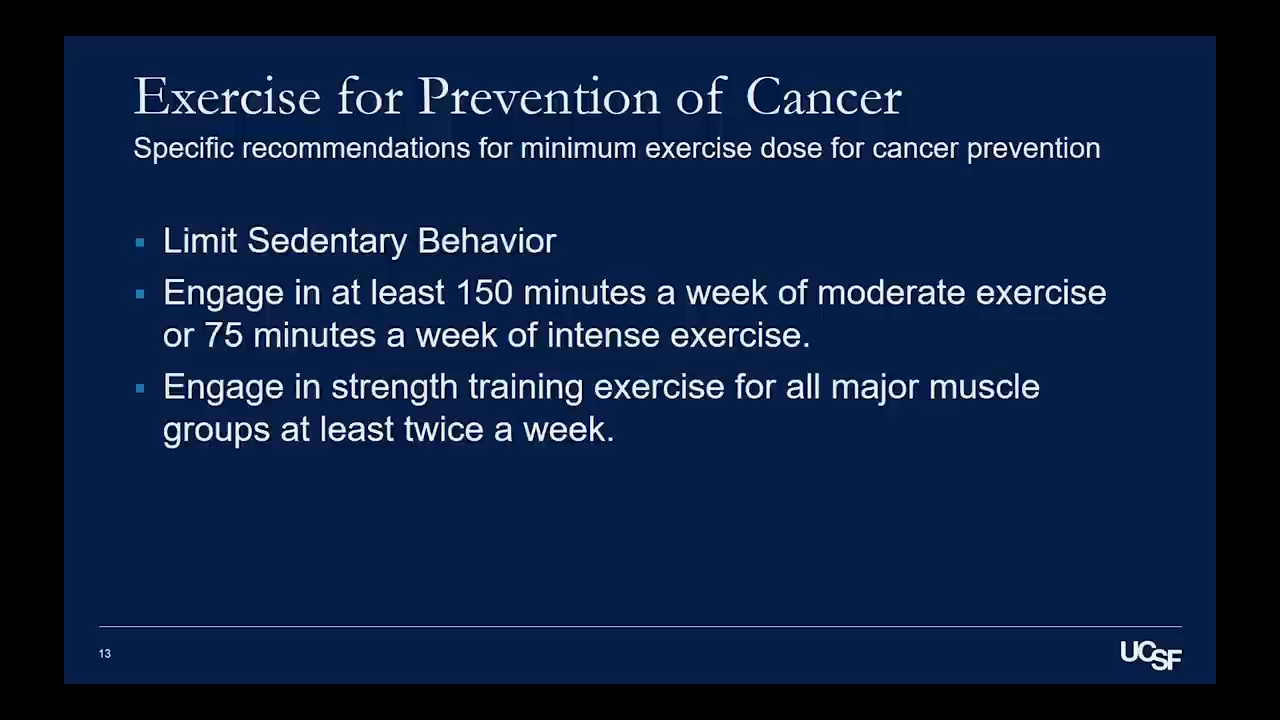 Exercise for Prevention of Cancer
Specific recommendations for minimum exercise dose for cancer prevention
▪ Limit Sedentary Behavior
▪ Engage in at least 150 minutes a week of moderate exercise
or 75 minutes a week of intense exercise.
▪ Engage in strength training exercise for all major muscle
groups at least twice a week.
13
UCSF